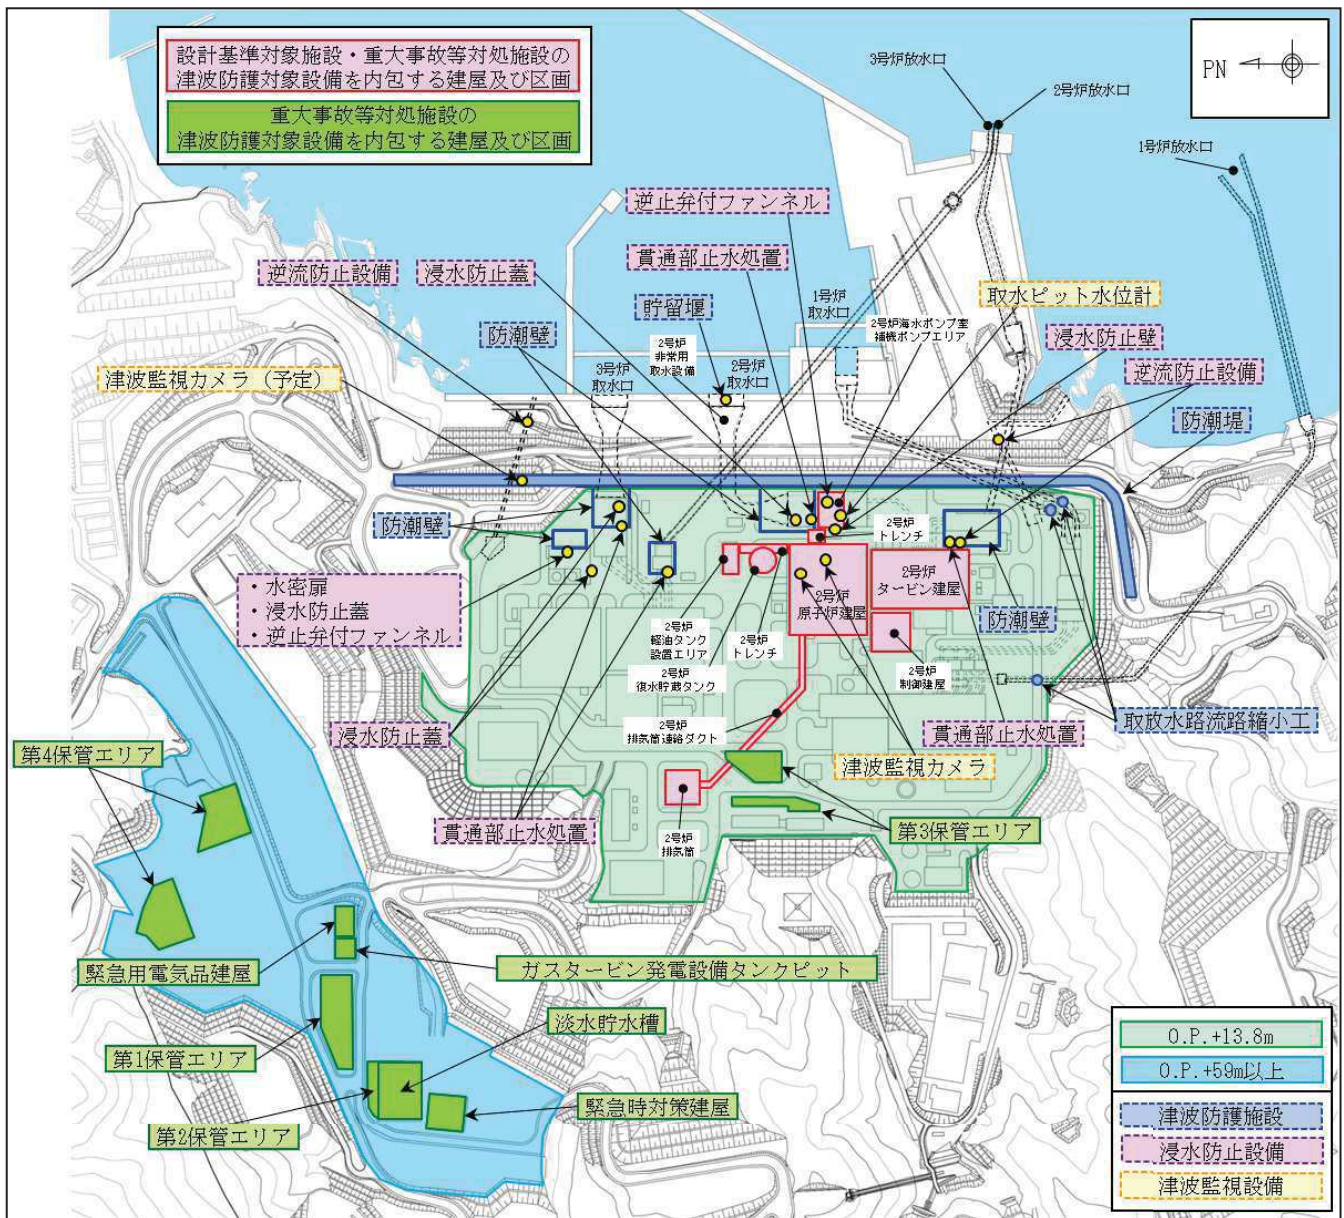 設計基準対象施設・重大事故等対処施設の
津波防護対象設備を内包する建屋及び区画
重大事故等対処施設の
津波防護対象設備を内包する建屋及び区画
PN
3号炉放水口
2号炉放水口
1号炉放水口
逆止弁付ファンネル
逆流防止設備
浸水防止蓋
貫通部止水処置
取水ピット水位計
貯留堰
1号炉
取水口
2号炉海水ポンプ室
補機ポンプエリア
浸水防止壁
防潮壁
2号炉
非常用
取水設備
3号炉
取水口
2号炉
取水口
逆流防止設備
津波監視カメラ（予定）
防潮堤
防潮壁
2号炉
トレンチ
・水密扉
・浸水防止蓋
・逆止弁付ファンネル
2号炉
原子炉建屋
2号炉
タービン建屋
防潮壁
2号炉
軽油タンク
設置エリア
2号炉
トレンチ
2号炉
復水貯蔵タンク
2号炉
制御建屋
浸水防止蓋
2号炉
排気筒連絡ダクト
貫通部止水処置
取放水路流路縮小工
第4保管エリア
津波監視カメラ
貫通部止水処置
2号炉
排気筒
第3保管エリア
緊急用電気品建屋
ガスタービン発電設備タンクピット
淡水貯水槽
第1保管エリア
緊急時対策建屋
第2保管エリア
O.P.+13.8m
O.P.+59m以上
津波防護施設
浸水防止設備
津波監視設備